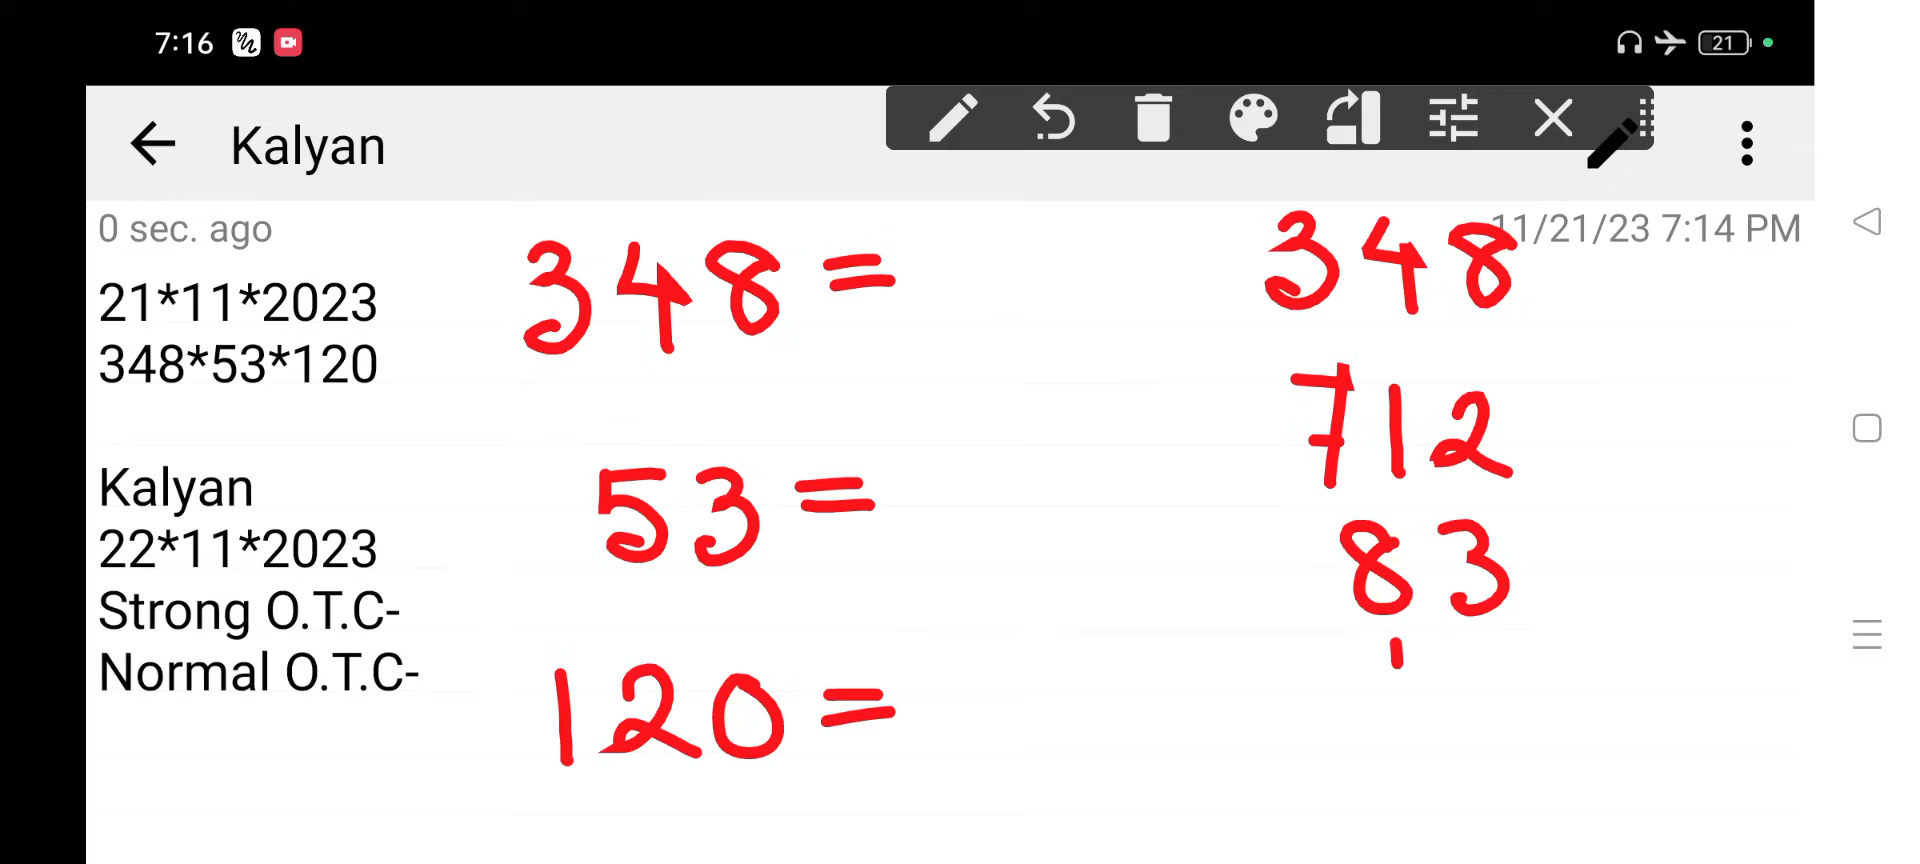 7:16
21
Kalyan
0 sec. ago
11/21/23 7:14 PM
21*11*2023
348*53*120
Kalyan
22*11*2023
Strong O.T.C-
Normal O.T.C-
348=
53=
120=
348
712
83